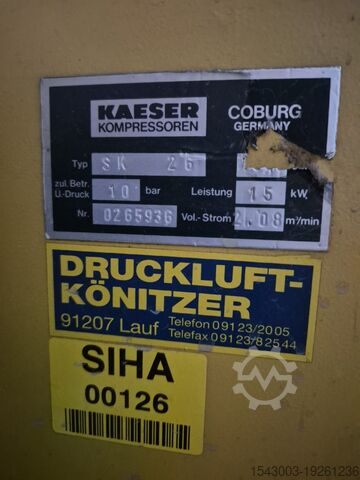 KAESER COBURG
KOMPRESSOREN GERMANY
Typ SK 26
zul. Betr. Ü.-Druck 10 bar Leistung 15 kW
Nr. 0265936 Vol.-Strom 2.08 m³/min
DRUCKLUFT-
KÖNITZER
91207 Lauf Telefon 09123/2005
Telefax 09123/82544
SIHA
00126
1543003-19261236